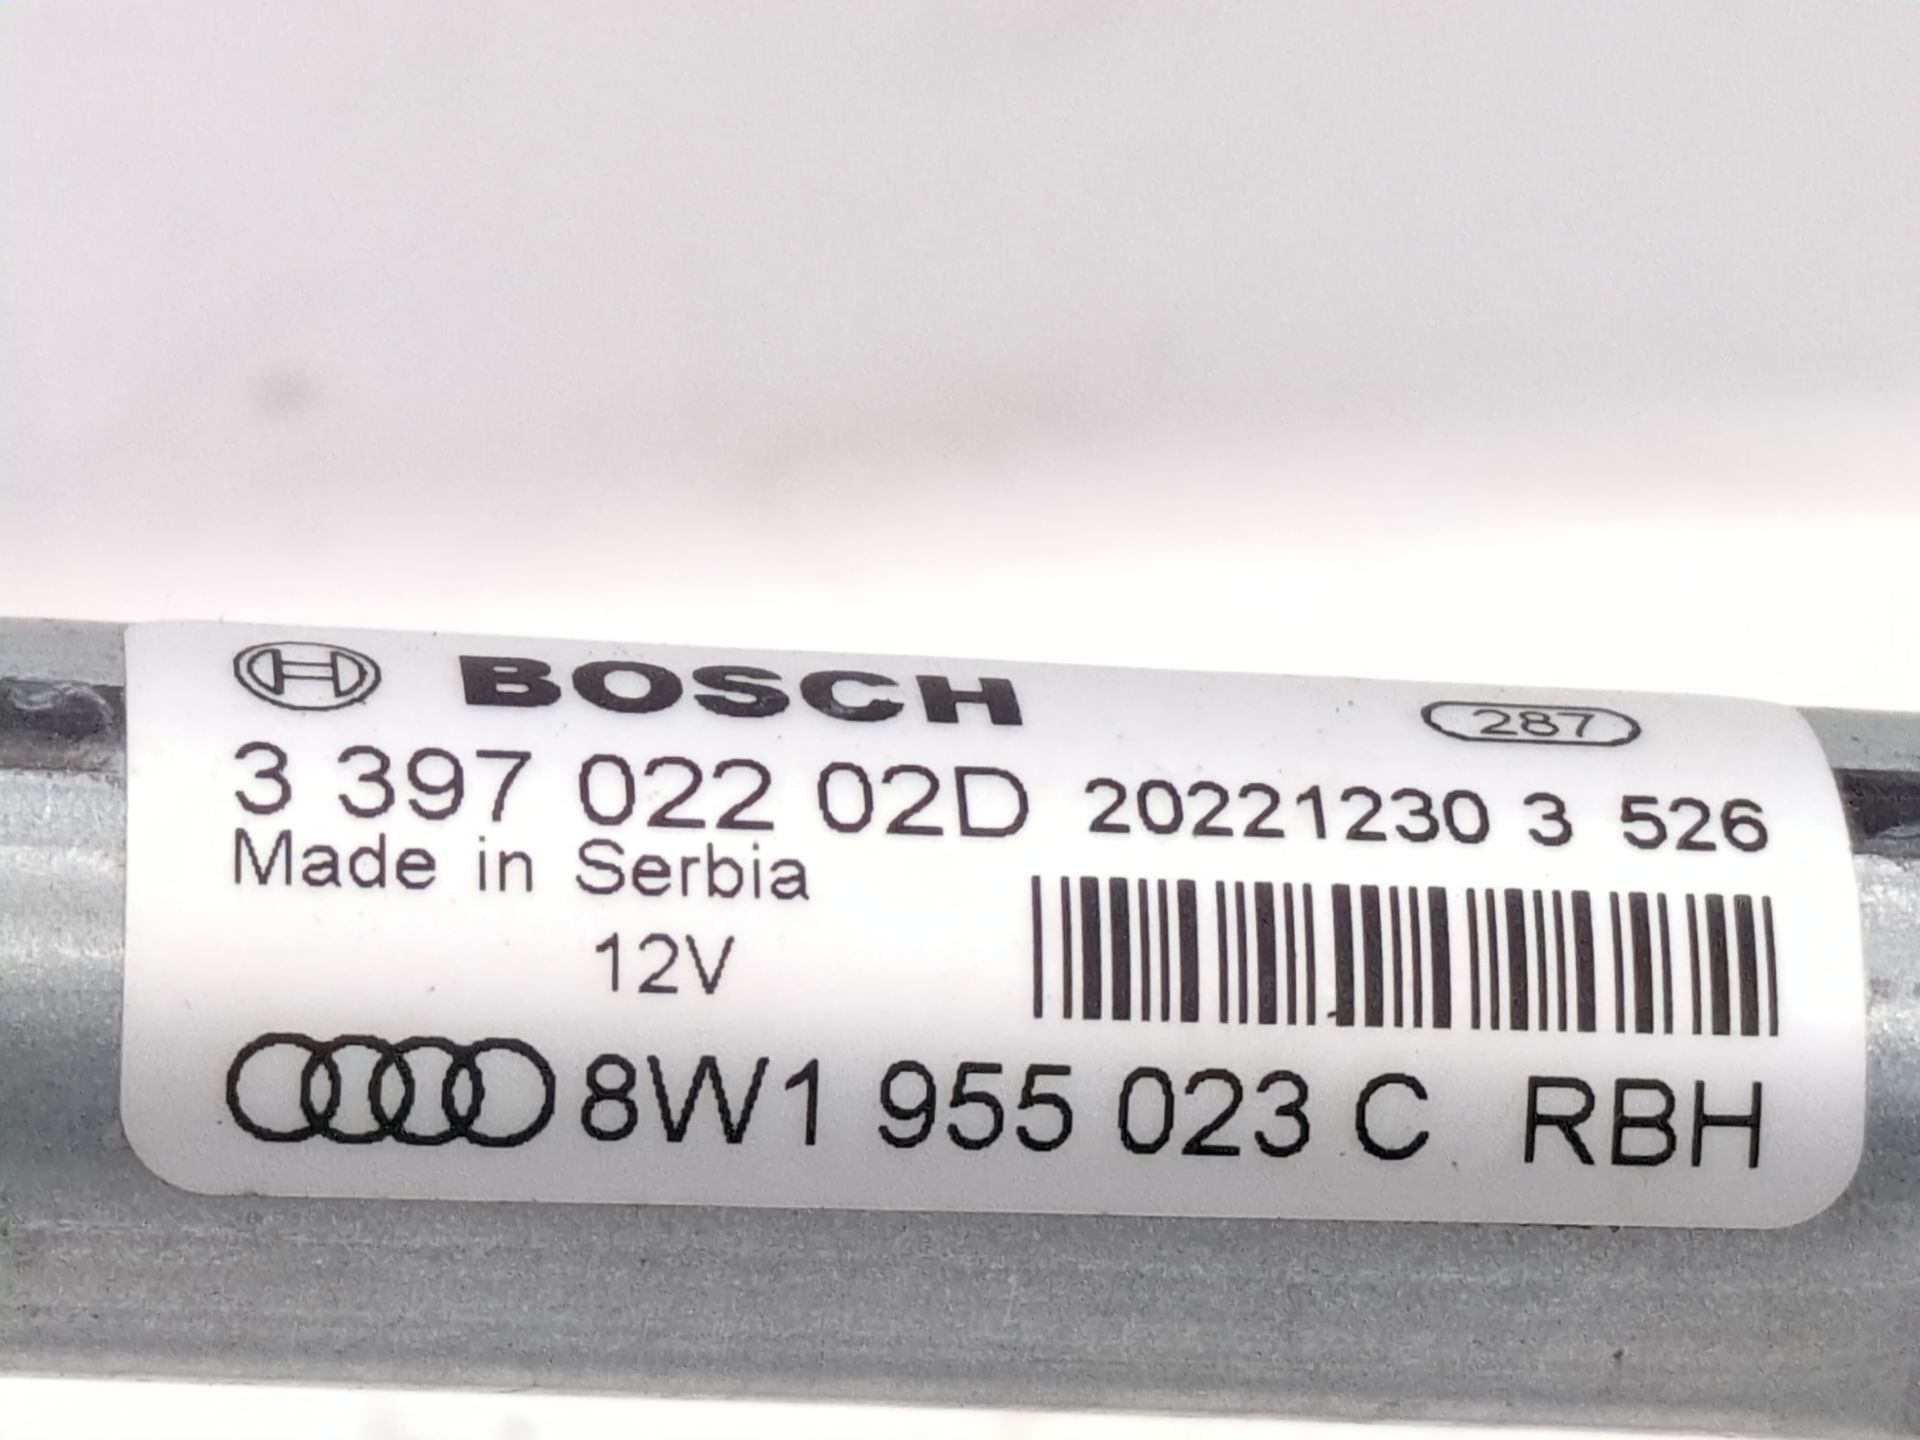 BOSCH
287
3 397 022 02D 20221230 3 526
Made in Serbia
12V
8W1 955 023 C RBH